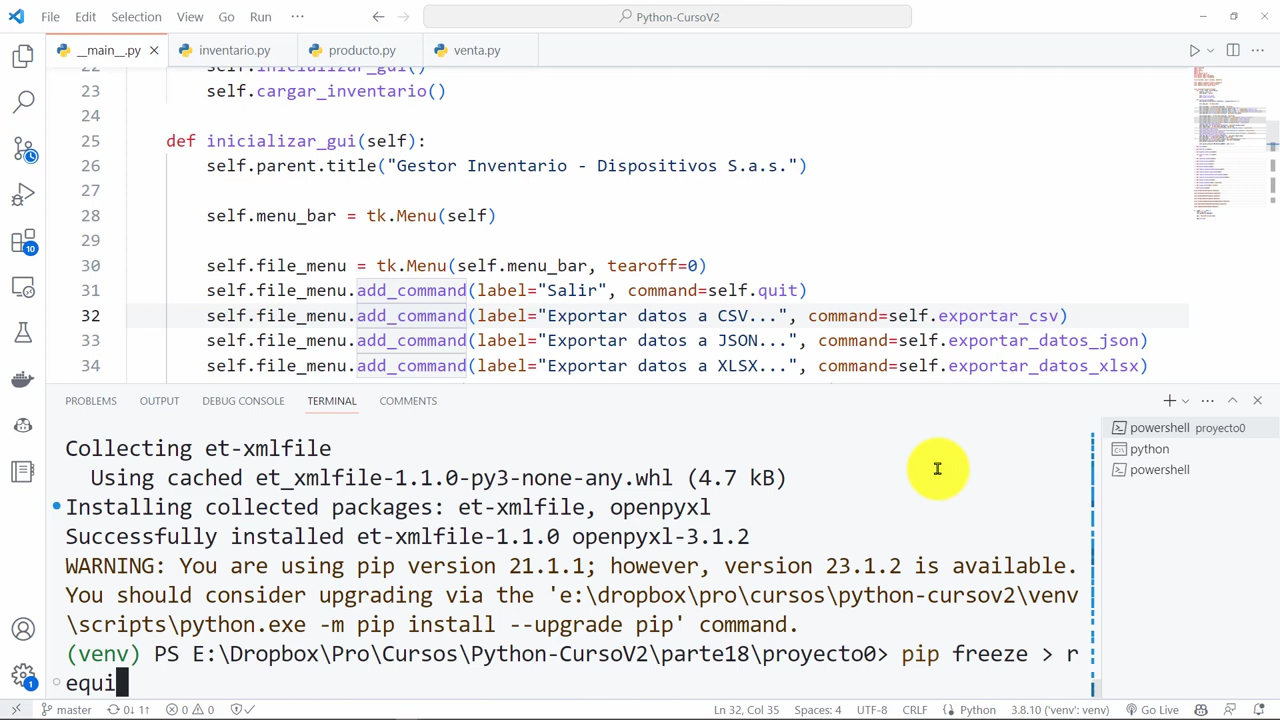 File Edit Selection View Go Run ··· Python-CursoV2
__main__.py inventario.py producto.py venta.py
22 self.inicializar_gui()
23 self.cargar_inventario()
24
25 def inicializar_gui(self):
26 self.parent.title("Gestor Inventario - Dispositivos S.A.S.")
27
28 self.menu_bar = tk.Menu(self)
29
30 self.file_menu = tk.Menu(self.menu_bar, tearoff=0)
31 self.file_menu.add_command(label="Salir", command=self.quit)
32 self.file_menu.add_command(label="Exportar datos a CSV...", command=self.exportar_csv)
33 self.file_menu.add_command(label="Exportar datos a JSON...", command=self.exportar_datos_json)
34 self.file_menu.add_command(label="Exportar datos a XLSX...", command=self.exportar_datos_xlsx)
PROBLEMS OUTPUT DEBUG CONSOLE TERMINAL COMMENTS
powershell proyecto0
python
powershell
Collecting et-xmlfile
Using cached et_xmlfile-1.1.0-py3-none-any.whl (4.7 kB)
Installing collected packages: et-xmlfile, openpyxl
Successfully installed et-xmlfile-1.1.0 openpyxl-3.1.2
WARNING: You are using pip version 21.1.1; however, version 23.1.2 is available.
You should consider upgrading via the 'e:\dropbox\pro\cursos\python-cursov2\venv
\scripts\python.exe -m pip install --upgrade pip' command.
(venv) PS E:\Dropbox\Pro\Cursos\Python-CursoV2\parte18\proyecto0> pip freeze > r
equi
10
1
master 0↓ 1↑ 0 0 Ln 32, Col 35 Spaces: 4 UTF-8 CRLF Python 3.8.10 ('venv': venv) Go Live